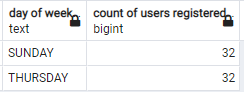 day of week count of users registered
text bigint
SUNDAY 32
THURSDAY 32